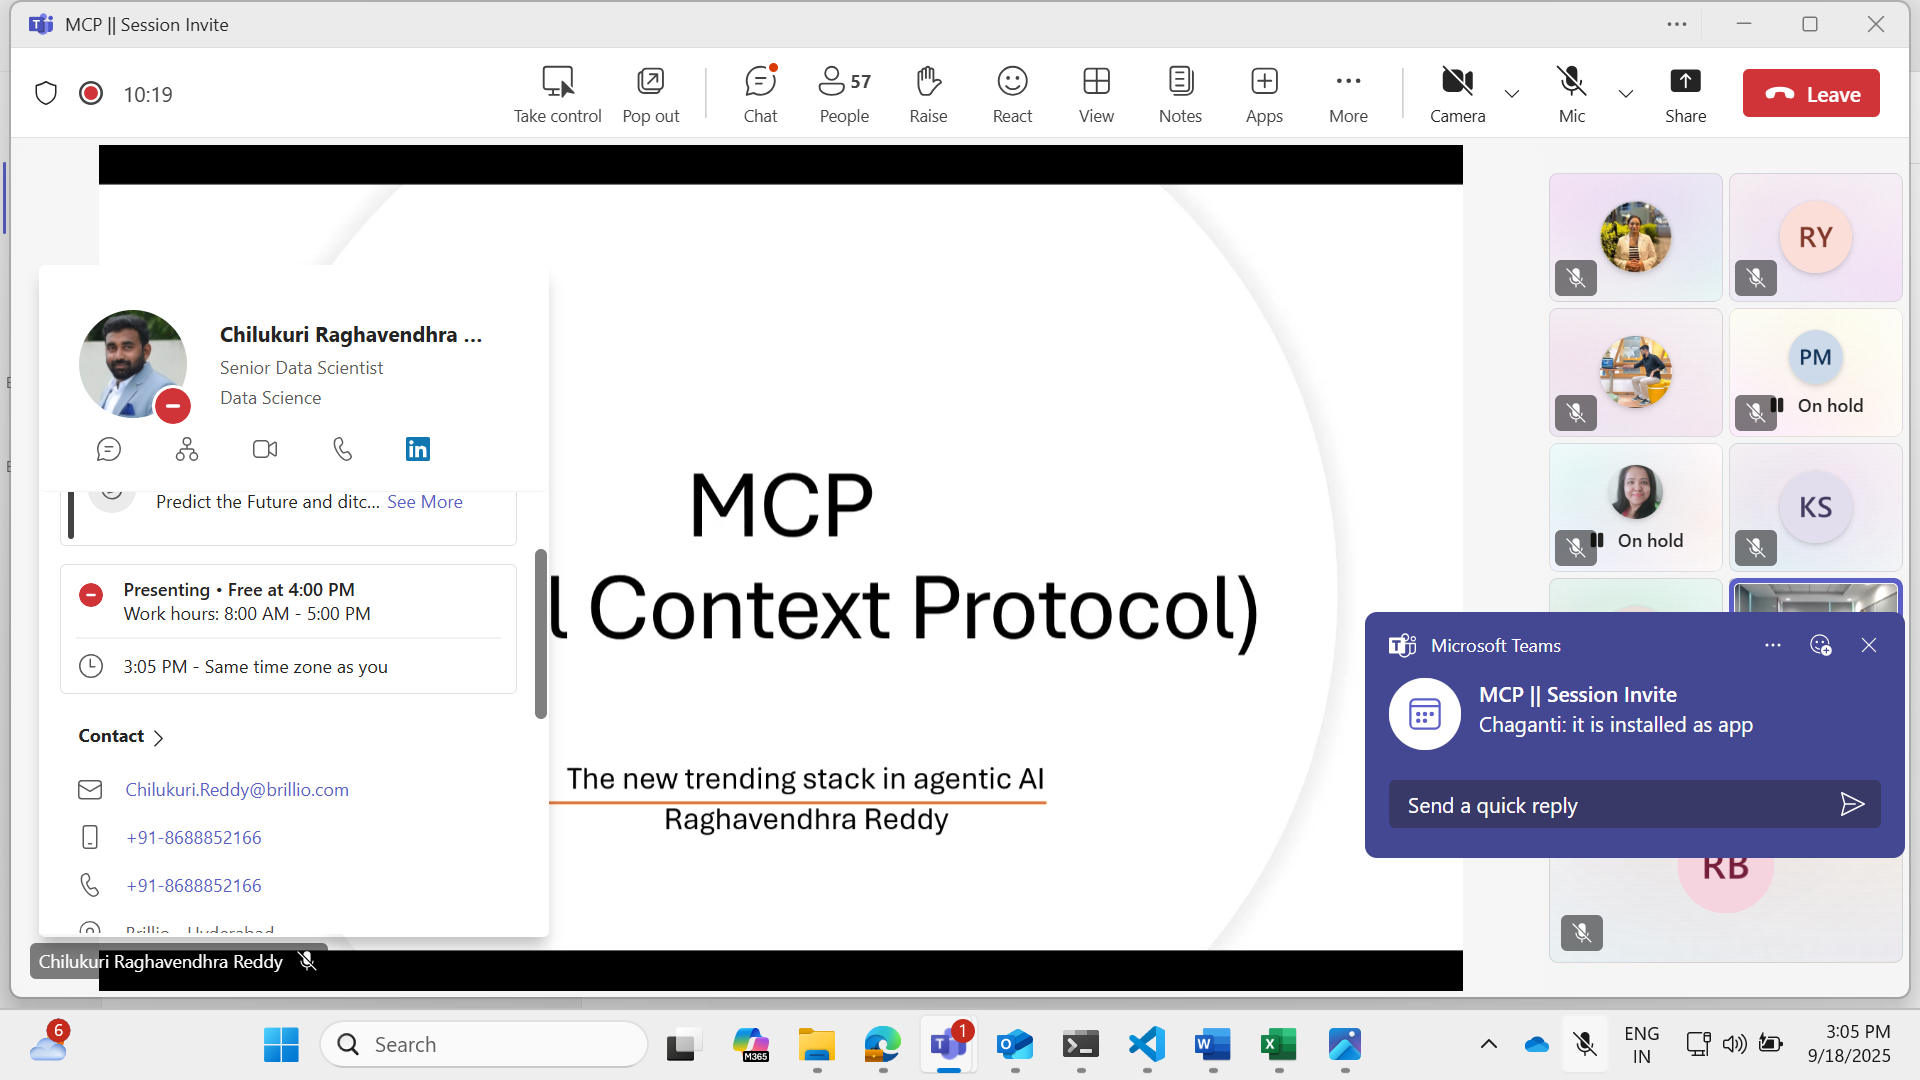 MCP || Session Invite
10:19
Take control
Pop out
Chat
57
People
Raise
React
View
Notes
Apps
More
Camera
Mic
Share
Leave
Chilukuri Raghavendhra ...
Senior Data Scientist
Data Science
Predict the Future and ditc... See More
Presenting • Free at 4:00 PM
Work hours: 8:00 AM - 5:00 PM
3:05 PM - Same time zone as you
Contact
Chilukuri.Reddy@brillio.com
+91-8688852166
+91-8688852166
Brillio - Hyderabad
Chilukuri Raghavendhra Reddy
MCP
l Context Protocol)
The new trending stack in agentic AI
Raghavendhra Reddy
RY
PM
On hold
On hold
KS
Microsoft Teams
MCP || Session Invite
Chaganti: it is installed as app
Send a quick reply
RB
6
Search
M365
1
ENG
IN
3:05 PM
9/18/2025